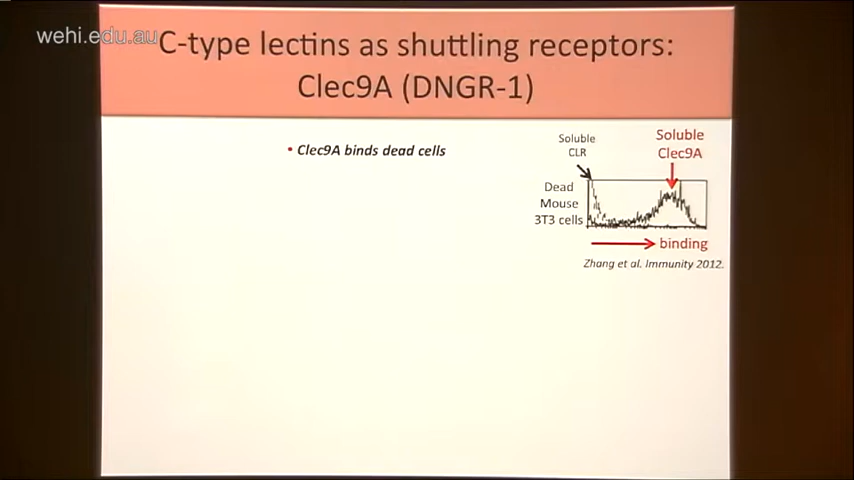 wehi.edu.au
C-type lectins as shuttling receptors:
Clec9A (DNGR-1)
• Clec9A binds dead cells
Soluble
CLR
Soluble
Clec9A
Dead
Mouse
3T3 cells
binding
Zhang et al. Immunity 2012.